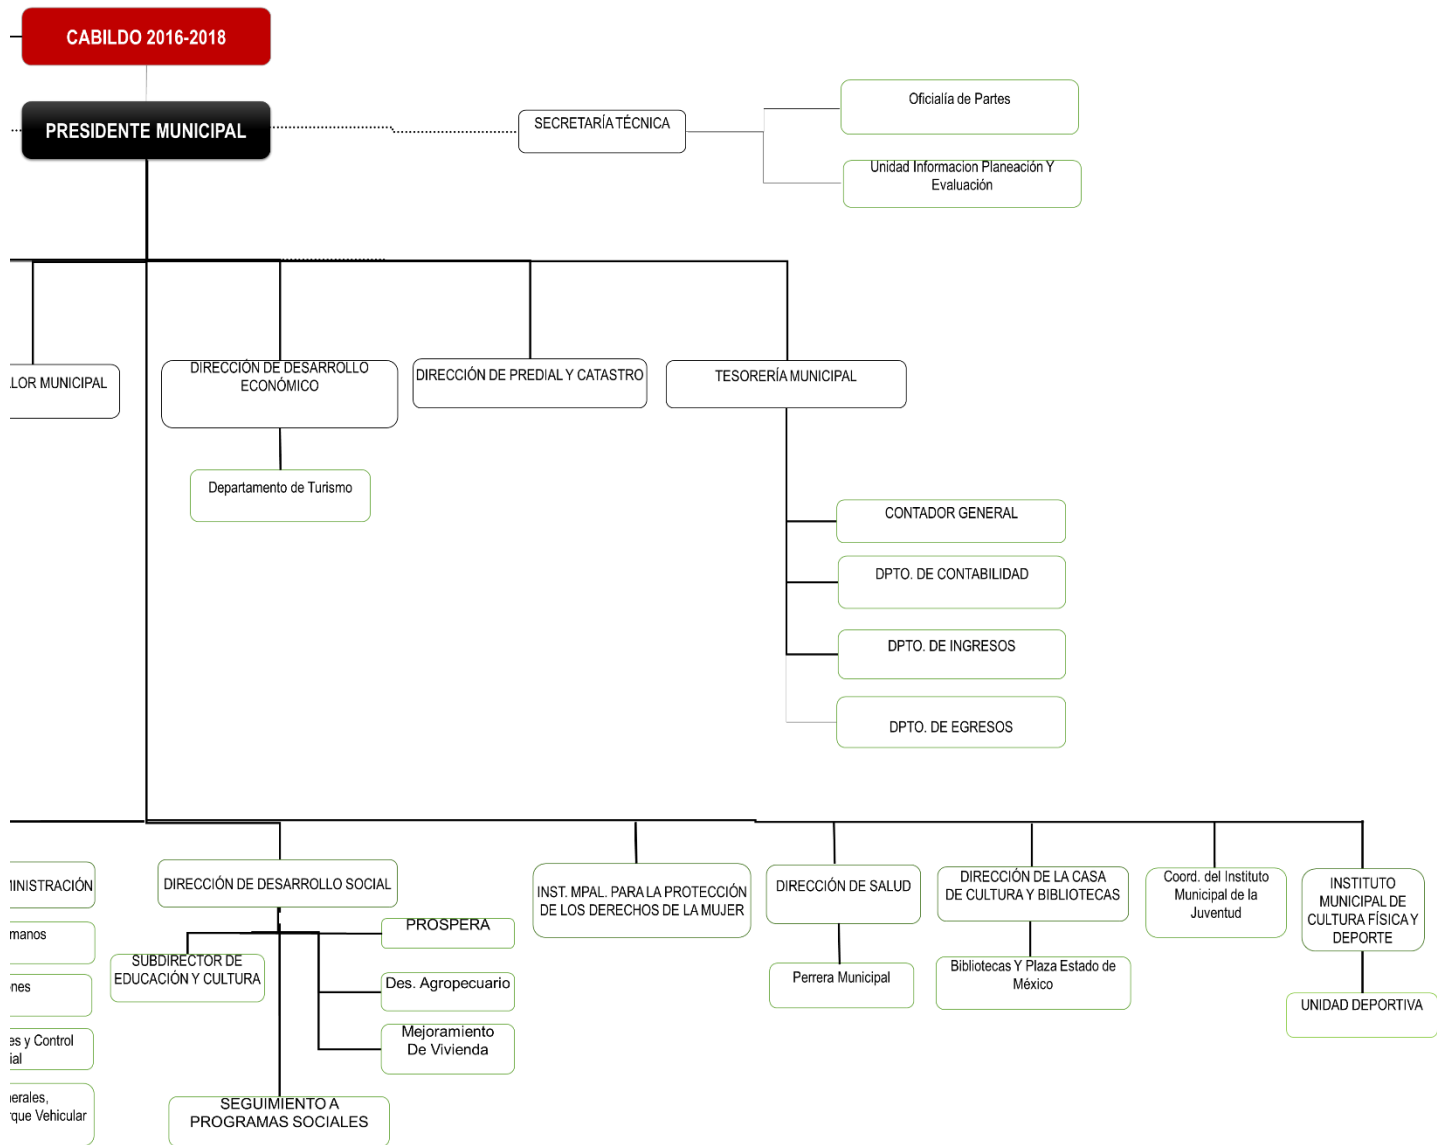 CABILDO 2016-2018
PRESIDENTE MUNICIPAL
SECRETARÍA TÉCNICA
Oficialía de Partes
Unidad Informacion Planeación Y
Evaluación
MUNICIPAL
DIRECCIÓN DE DESARROLLO
ECONÓMICO
DIRECCIÓN DE PREDIAL Y CATASTRO
TESORERÍA MUNICIPAL
Departamento de Turismo
CONTADOR GENERAL
DPTO. DE CONTABILIDAD
DPTO. DE INGRESOS
DPTO. DE EGRESOS
DIRECCIÓN DE DESARROLLO SOCIAL
INST. MPAL. PARA LA PROTECCIÓN
DE LOS DERECHOS DE LA MUJER
DIRECCIÓN DE SALUD
DIRECCIÓN DE LA CASA
DE CULTURA Y BIBLIOTECAS
Coord. del Instituto
Municipal de la
Juventud
INSTITUTO
MUNICIPAL DE
CULTURA FÍSICA Y
DEPORTE
PROSPERA
SUBDIRECTOR DE
EDUCACIÓN Y CULTURA
Des. Agropecuario
Mejoramiento
De Vivienda
SEGUIMIENTO A
PROGRAMAS SOCIALES
Perrera Municipal
Bibliotecas Y Plaza Estado de
México
UNIDAD DEPORTIVA
y Control
Vehicular